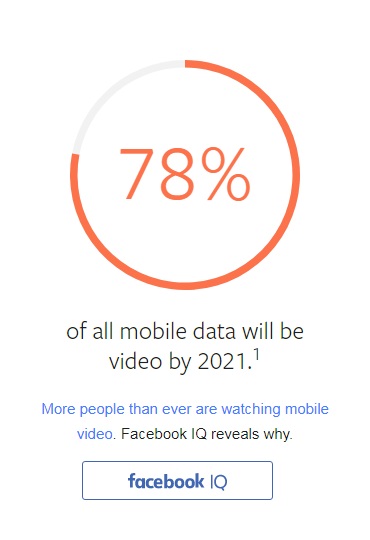 78%
of all mobile data will be
video by 2021.1
More people than ever are watching mobile
video. Facebook IQ reveals why.
facebook IQ